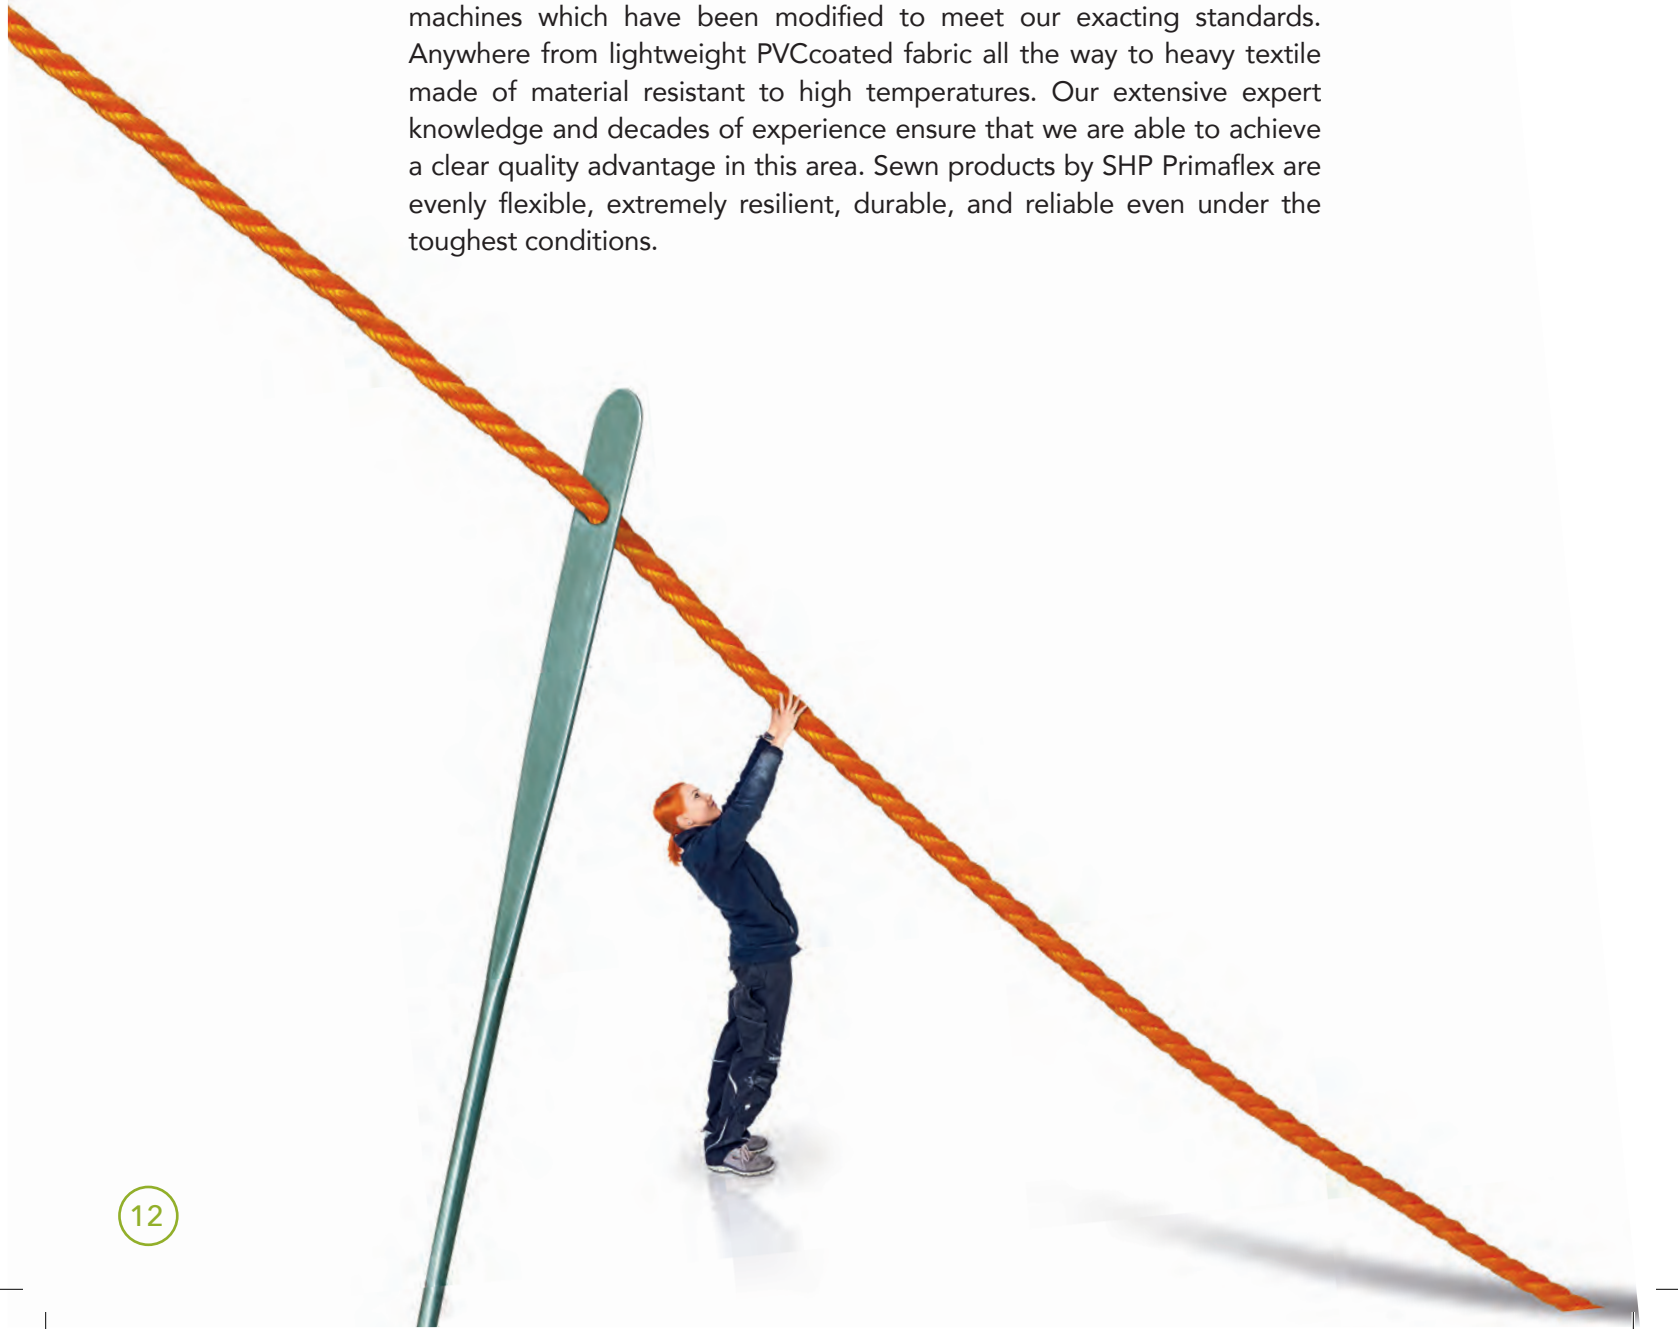 machines which have been modified to meet our exacting standards.
Anywhere from lightweight PVCcoated fabric all the way to heavy textile
made of material resistant to high temperatures. Our extensive expert
knowledge and decades of experience ensure that we are able to achieve
a clear quality advantage in this area. Sewn products by SHP Primaflex are
evenly flexible, extremely resilient, durable, and reliable even under the
toughest conditions.
12